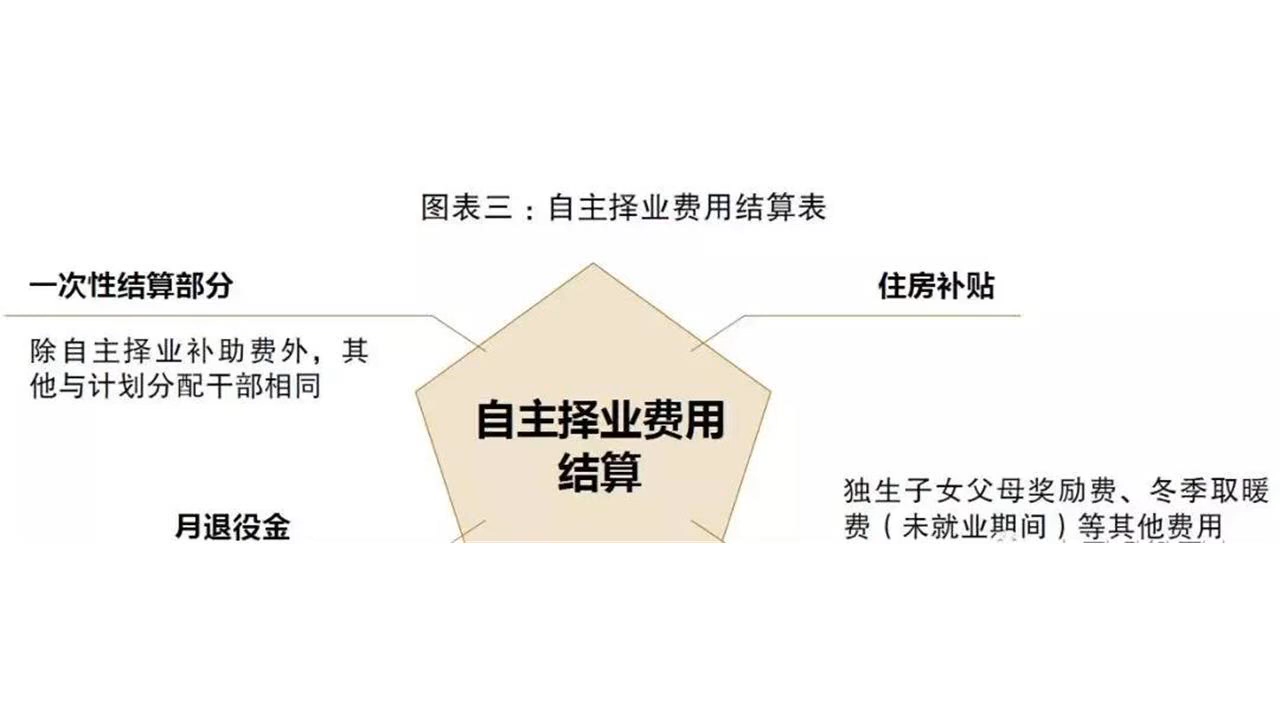 图表三：自主择业费用结算表
一次性结算部分
住房补贴
除自主择业补助费外，其
他与计划分配干部相同
自主择业费用
结算
独生子女父母奖励费、冬季取暖
费（未就业期间）等其他费用
月退役金